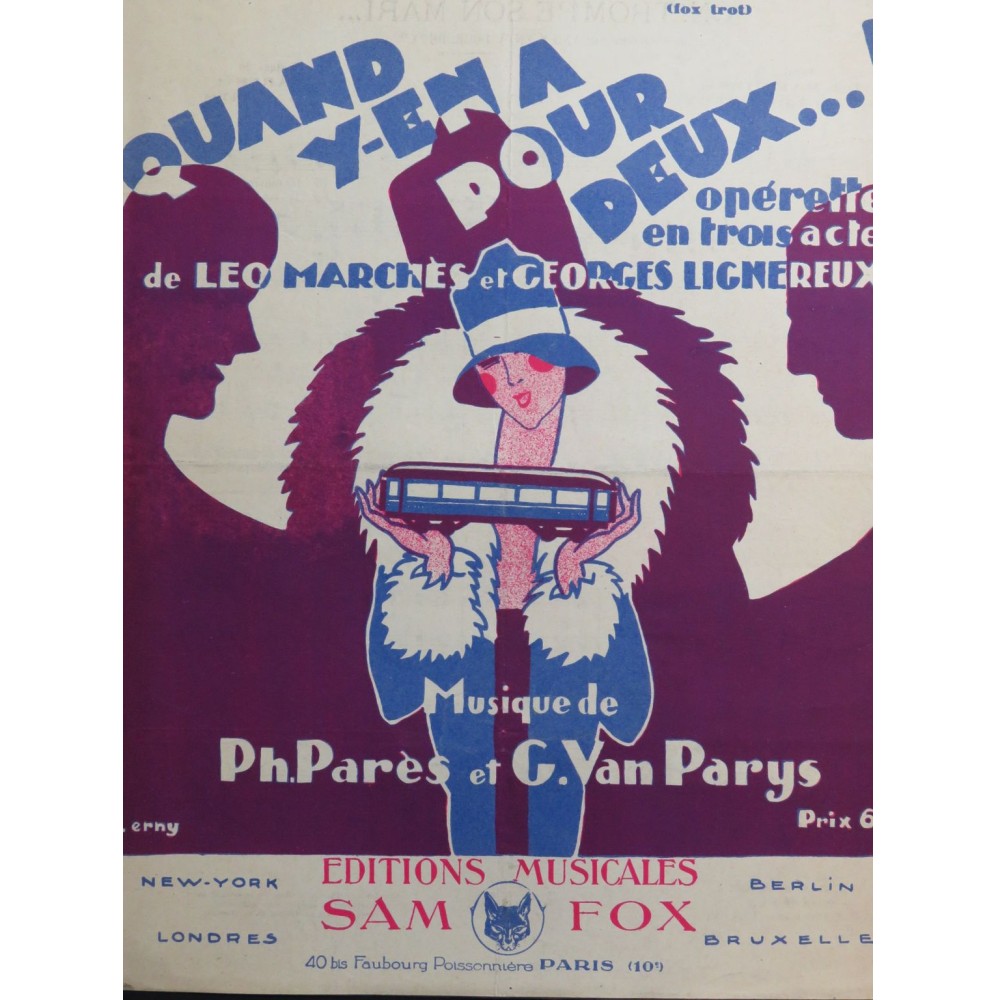 (fox trot)
QUAND
Y-EN A
POUR
DEUX...
opérette
en trois acte
de LEO MARCHÈS et GEORGES LIGNEREUX
Musique de
Ph. Parès et G. Van Parys
erny
Prix 6
EDITIONS MUSICALES
SAM FOX
NEW-YORK
BERLIN
LONDRES
BRUXELLE
40 bis Faubourg Poissonnière PARIS (10e)